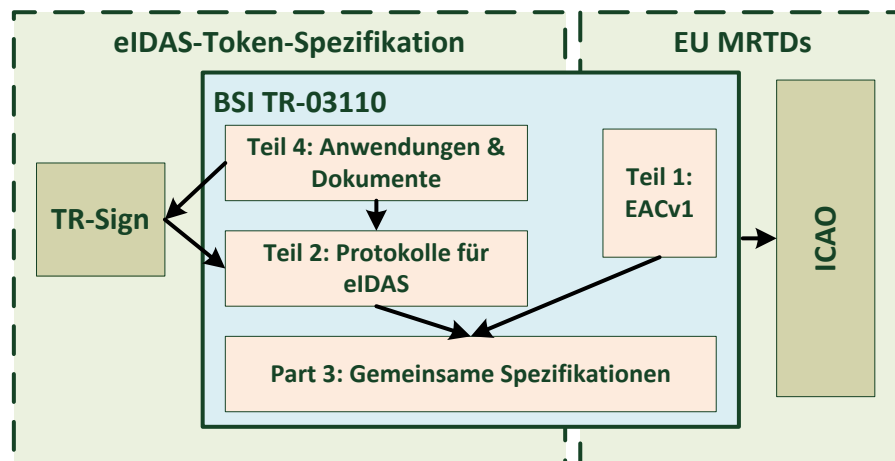 eIDAS-Token-Spezifikation
EU MRTDs
BSI TR-03110
Teil 4: Anwendungen &
Dokumente
Teil 1:
EACv1
TR-Sign
Teil 2: Protokolle für
eIDAS
ICAO
Part 3: Gemeinsame Spezifikationen